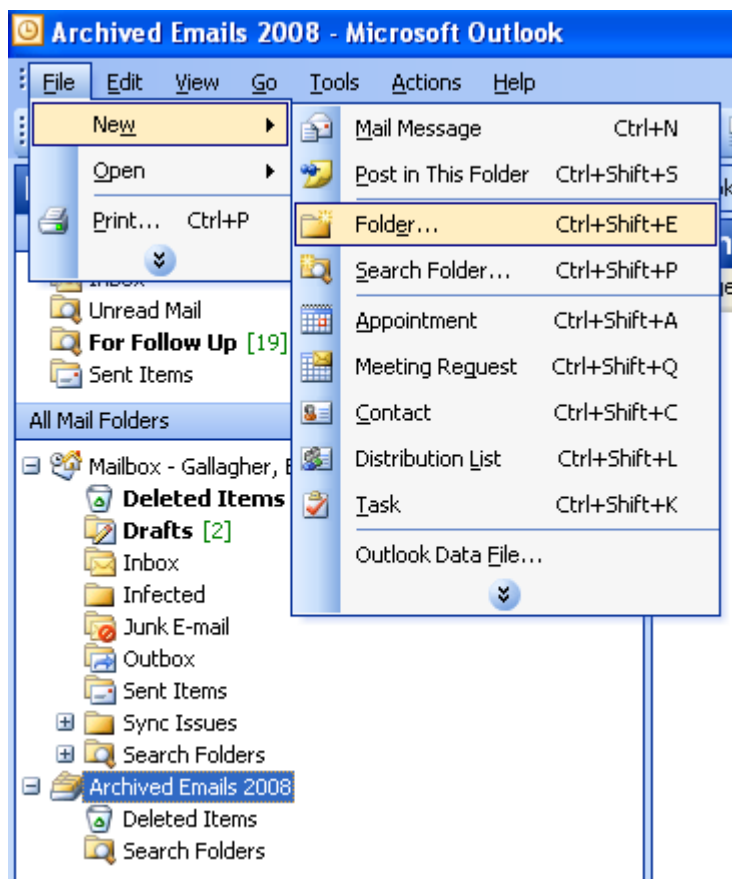 Archived Emails 2008 - Microsoft Outlook
File Edit View Go Tools Actions Help
New
Open
Print... Ctrl+P
Mail Message Ctrl+N
Post in This Folder Ctrl+Shift+S
Folder... Ctrl+Shift+E
Search Folder... Ctrl+Shift+P
Appointment Ctrl+Shift+A
Meeting Request Ctrl+Shift+Q
Contact Ctrl+Shift+C
Distribution List Ctrl+Shift+L
Task Ctrl+Shift+K
Outlook Data File...
Inbox
Unread Mail
For Follow Up [19]
Sent Items
All Mail Folders
Mailbox - Gallagher,
Deleted Items
Drafts [2]
Inbox
Infected
Junk E-mail
Outbox
Sent Items
Sync Issues
Search Folders
Archived Emails 2008
Deleted Items
Search Folders